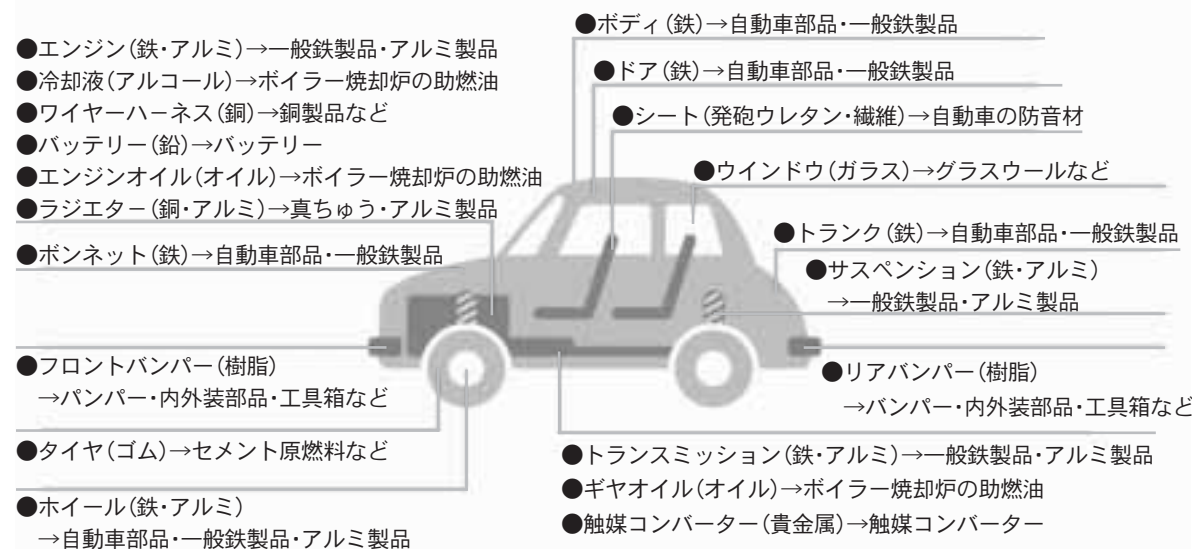 ●エンジン(鉄・アルミ)→一般鉄製品・アルミ製品
●冷却液(アルコール)→ボイラー焼却炉の助燃油
●ワイヤーハーネス(銅)→銅製品など
●バッテリー(鉛)→バッテリー
●エンジンオイル(オイル)→ボイラー焼却炉の助燃油
●ラジエター(銅・アルミ)→真ちゅう・アルミ製品
●ボンネット(鉄)→自動車部品・一般鉄製品
●フロントバンパー(樹脂)
→バンパー・内外装部品・工具箱など
●タイヤ(ゴム)→セメント原燃料など
●ホイール(鉄・アルミ)
→自動車部品・一般鉄製品・アルミ製品
●ボディ(鉄)→自動車部品・一般鉄製品
●ドア(鉄)→自動車部品・一般鉄製品
●シート(発砲ウレタン・繊維)→自動車の防音材
●ウインドウ(ガラス)→グラスウールなど
●トランク(鉄)→自動車部品・一般鉄製品
●サスペンション(鉄・アルミ)
→一般鉄製品・アルミ製品
●リアバンパー(樹脂)
→バンパー・内外装部品・工具箱など
●トランスミッション(鉄・アルミ)→一般鉄製品・アルミ製品
●ギヤオイル(オイル)→ボイラー焼却炉の助燃油
●触媒コンバーター(貴金属)→触媒コンバーター